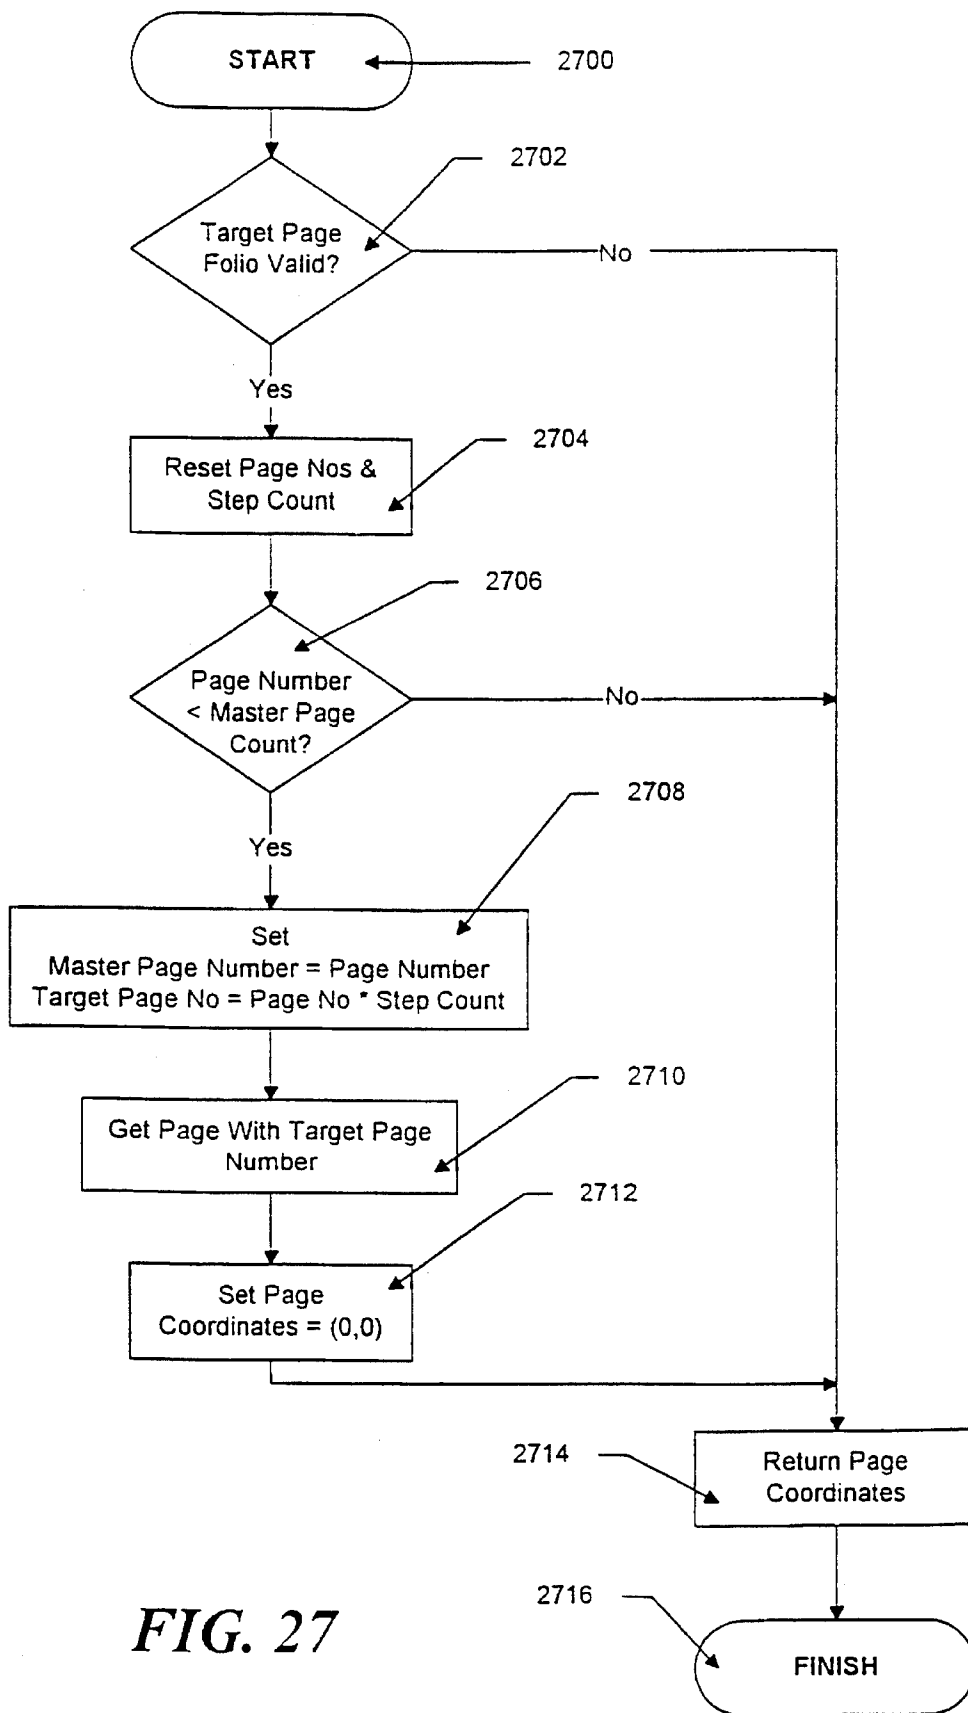 START
2700
2702
Target Page
Folio Valid?
No
Yes
2704
Reset Page Nos &
Step Count
2706
Page Number
< Master Page
Count?
No
2708
Yes
Set
Master Page Number = Page Number
Target Page No = Page No * Step Count
2710
Get Page With Target Page
Number
2712
Set Page
Coordinates = (0,0)
2714
Return Page
Coordinates
2716
FINISH
FIG. 27